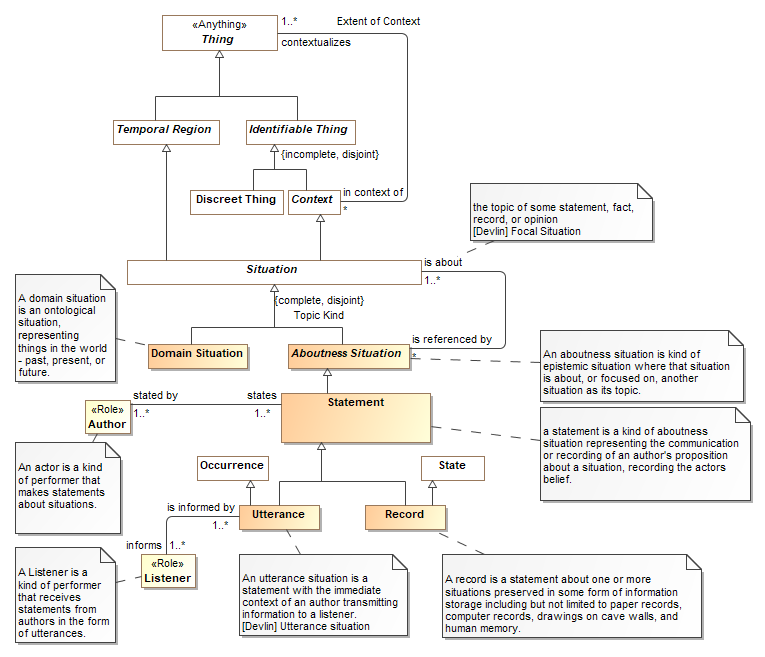 «Anything»
Thing
1..*
Extent of Context
contextualizes
Temporal Region
Identifiable Thing
{incomplete, disjoint}
Discreet Thing
Context
in context of
*
the topic of some statement, fact,
record, or opinion
[Devlin] Focal Situation
Situation
is about
1..*
{complete, disjoint}
Topic Kind
A domain situation
is an ontological
situation,
representing
things in the world
- past, present, or
future.
Domain Situation
Aboutness Situation
is referenced by
*
An aboutness situation is kind of
epistemic situation where that situation
is about, or focused on, another
situation as its topic.
«Role»
Author
stated by
1..*
states
1..*
Statement
a statement is a kind of aboutness
situation representing the communication
or recording of an author's proposition
about a situation, recording the actors
belief.
An actor is a kind
of performer that
makes statements
about situations.
Occurrence
State
is informed by
1..*
Utterance
Record
informs
1..*
«Role»
Listener
A Listener is a
kind of performer
that receives
statements from
authors in the form
of utterances.
An utterance situation is a
statement with the immediate
context of an author transmitting
information to a listener.
[Devlin] Utterance situation
A record is a statement about one or more
situations preserved in some form of information
storage including but not limited to paper records,
computer records, drawings on cave walls, and
human memory.